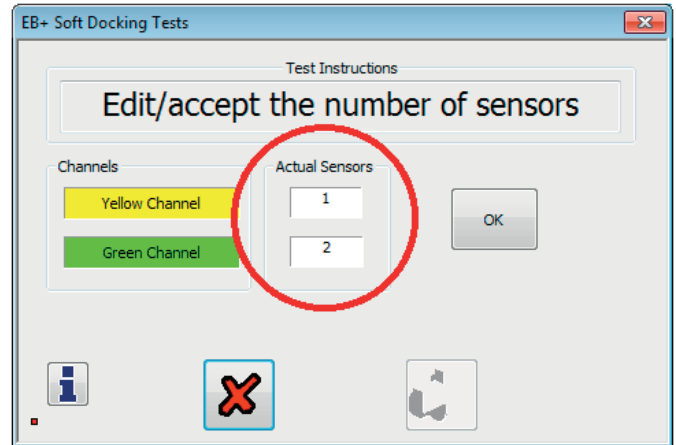 EB+ Soft Docking Tests
Test Instructions
Edit/accept the number of sensors
Channels
Actual Sensors
Yellow Channel
1
OK
Green Channel
2